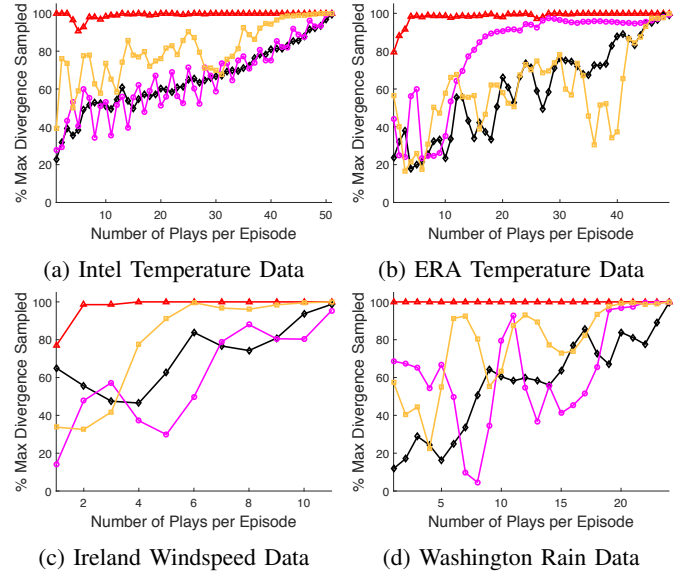 % Max Divergence Sampled
100
80
60
40
20
0
10 20 30 40 50
Number of Plays per Episode
(a) Intel Temperature Data
% Max Divergence Sampled
100
80
60
40
20
0
10 20 30 40
Number of Plays per Episode
(b) ERA Temperature Data
% Max Divergence Sampled
100
80
60
40
20
0
2 4 6 8 10
Number of Plays per Episode
(c) Ireland Windspeed Data
% Max Divergence Sampled
100
80
60
40
20
0
5 10 15 20
Number of Plays per Episode
(d) Washington Rain Data